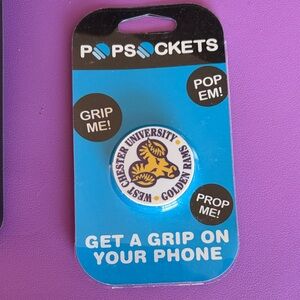 POPSOCKETS
POP
EM!
GRIP
ME!
WEST CHESTER UNIVERSITY •
GOLDEN RAMS •
PROP
ME!
GET A GRIP ON
YOUR PHONE